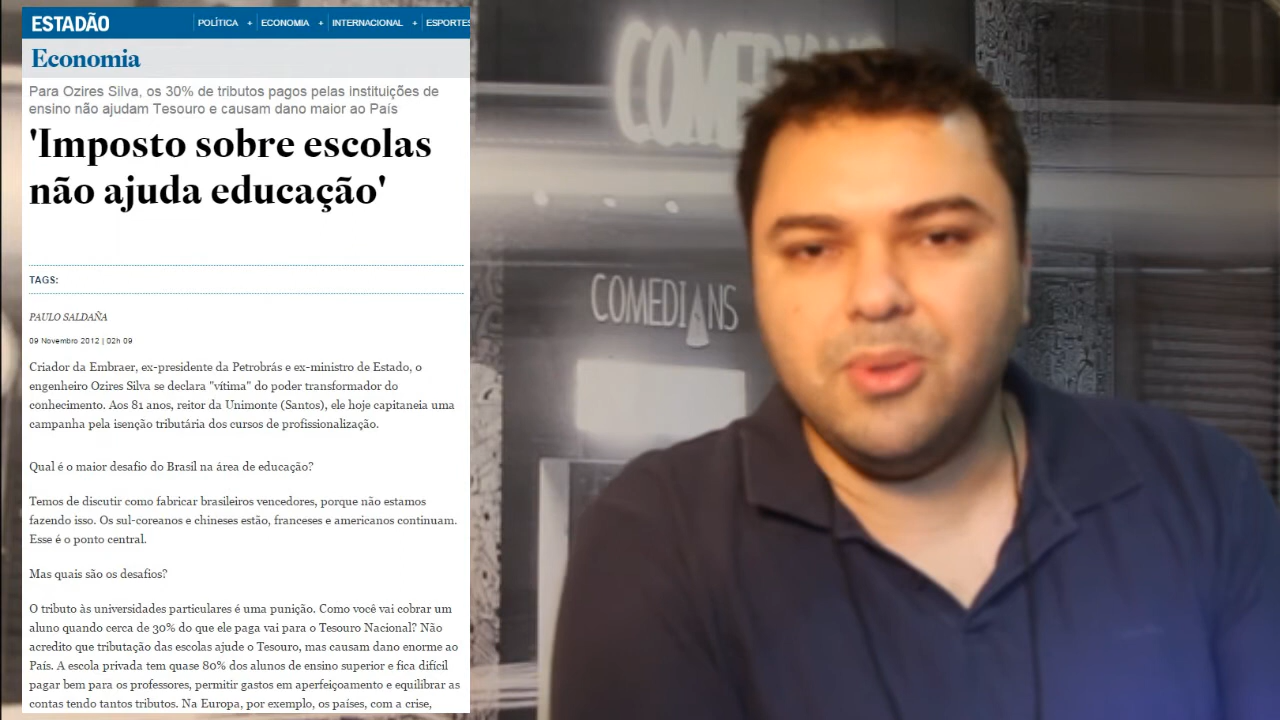 ESTADÃO
POLÍTICA + ECONOMIA + INTERNACIONAL + ESPORTES
Economia
Para Ozires Silva, os 30% de tributos pagos pelas instituições de
ensino não ajudam Tesouro e causam dano maior ao País
'Imposto sobre escolas
não ajuda educação'
TAGS:
PAULO SALDAÑA
09 Novembro 2012 | 02h 09
Criador da Embraer, ex-presidente da Petrobrás e ex-ministro de Estado, o
engenheiro Ozires Silva se declara "vítima" do poder transformador do
conhecimento. Aos 81 anos, reitor da Unimonte (Santos), ele hoje capitaneia uma
campanha pela isenção tributária dos cursos de profissionalização.
Qual é o maior desafio do Brasil na área de educação?
Temos de discutir como fabricar brasileiros vencedores, porque não estamos
fazendo isso. Os sul-coreanos e chineses estão, franceses e americanos continuam.
Esse é o ponto central.
Mas quais são os desafios?
O tributo às universidades particulares é uma punição. Como você vai cobrar um
aluno quando cerca de 30% do que ele paga vai para o Tesouro Nacional? Não
acredito que tributação das escolas ajude o Tesouro, mas causam dano enorme ao
País. A escola privada tem quase 80% dos alunos de ensino superior e fica difícil
pagar bem para os professores, permitir gastos em aperfeiçoamento e equilibrar as
contas tendo tantos tributos. Na Europa, por exemplo, os países, com a crise,
COMEDIANS
COMEDIANS